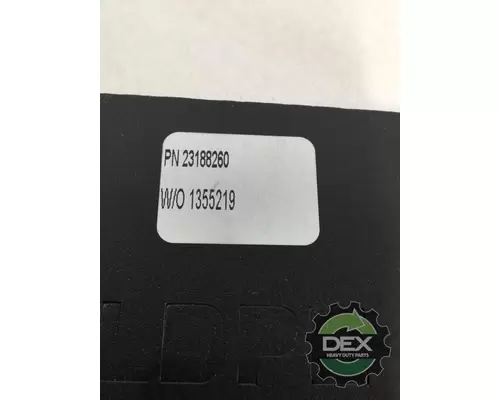 PN 23188260
W/O 1355219
DEX
HEAVY DUTY PARTS